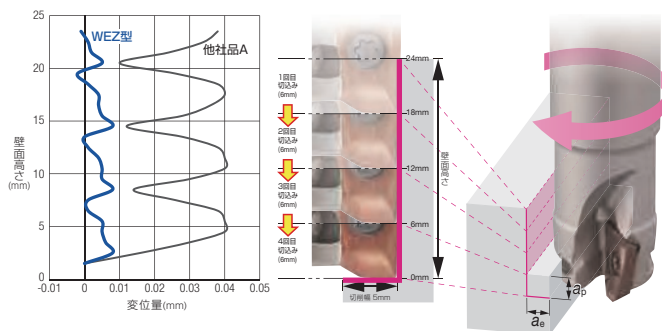 25
20
15
10
5
0
壁面高さ
(mm)
-0.01
0
0.01
0.02
0.03
0.04
0.05
変位量(mm)
WEZ型
他社品A
1回目
切込み
(6mm)
2回目
切込み
(6mm)
3回目
切込み
(6mm)
4回目
切込み
(6mm)
24mm
18mm
12mm
6mm
0mm
壁面高さ
切削幅 5mm
ap
ae